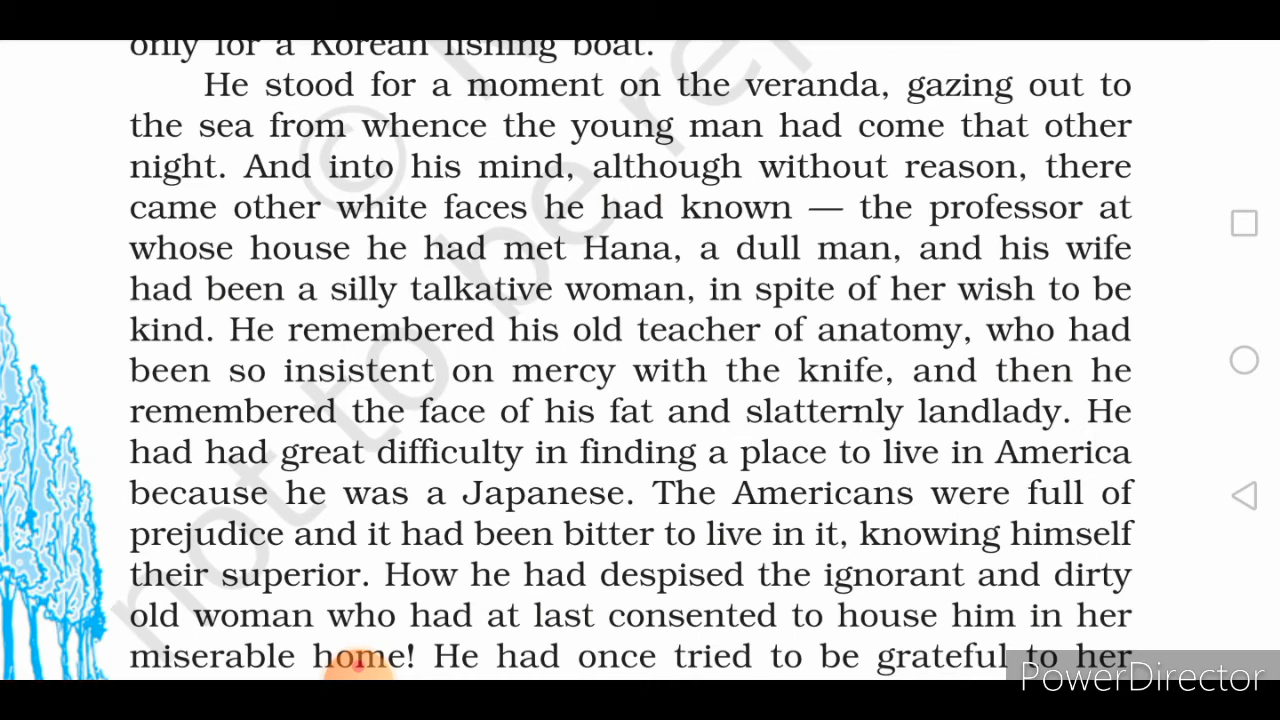 only for a Korean fishing boat.
He stood for a moment on the veranda, gazing out to
the sea from whence the young man had come that other
night. And into his mind, although without reason, there
came other white faces he had known — the professor at
whose house he had met Hana, a dull man, and his wife
had been a silly talkative woman, in spite of her wish to be
kind. He remembered his old teacher of anatomy, who had
been so insistent on mercy with the knife, and then he
remembered the face of his fat and slatternly landlady. He
had had great difficulty in finding a place to live in America
because he was a Japanese. The Americans were full of
prejudice and it had been bitter to live in it, knowing himself
their superior. How he had despised the ignorant and dirty
old woman who had at last consented to house him in her
miserable home! He had once tried to be grateful to her
PowerDirector
© 
not to be re